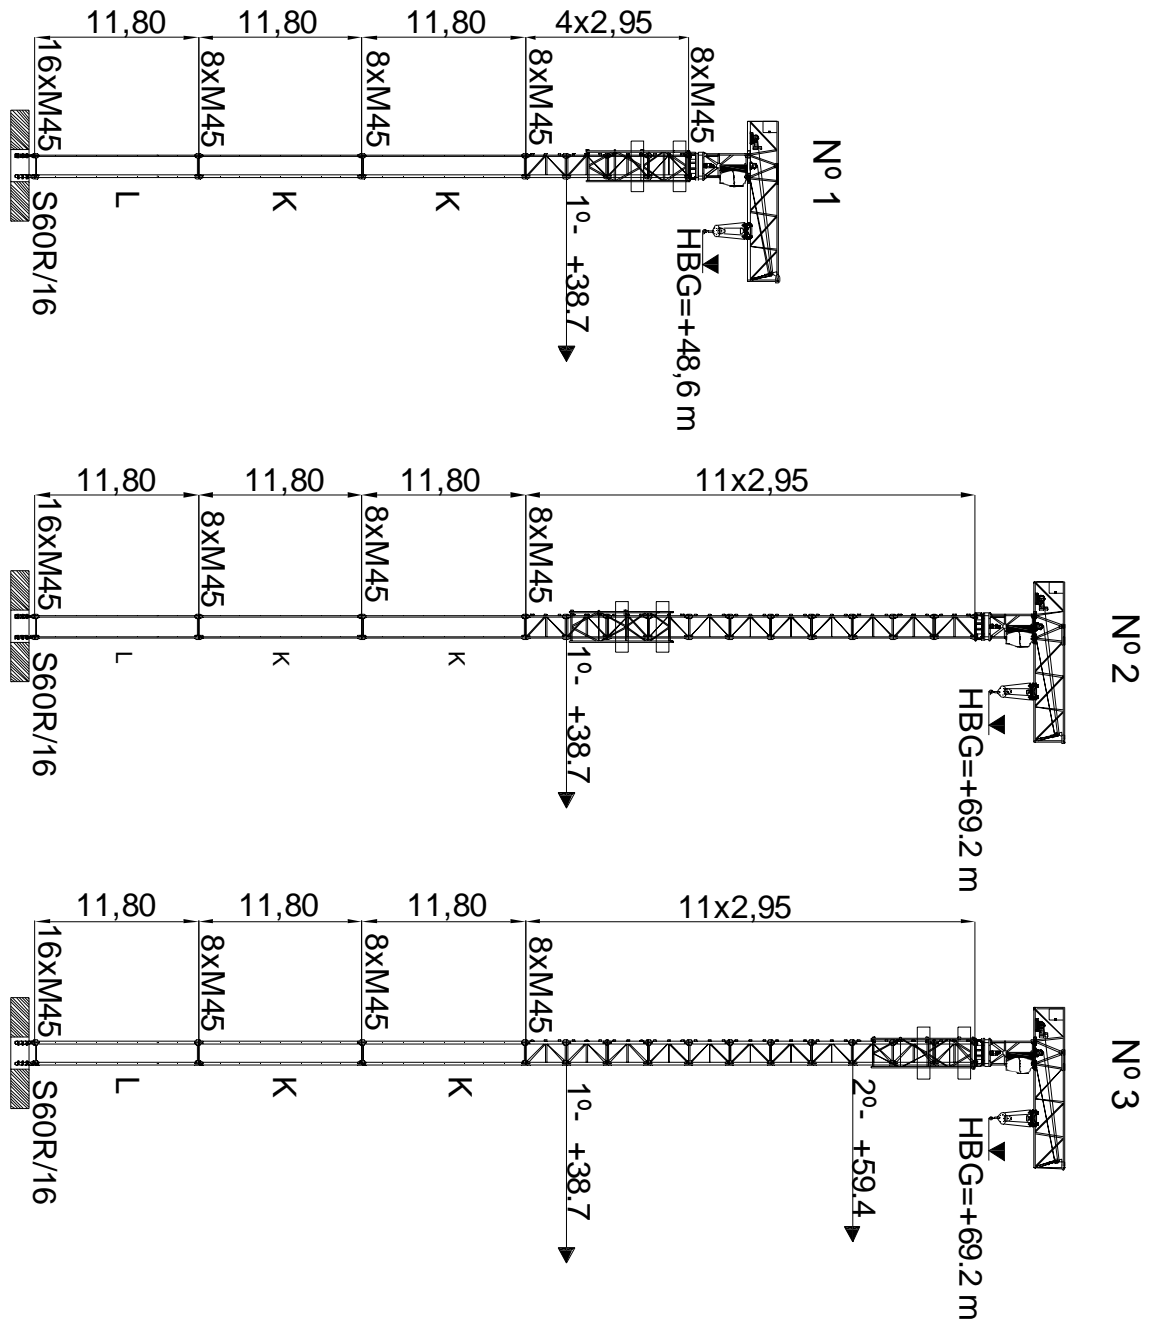 Nº 1
11,80
11,80
11,80
4x2,95
16xM45
8xM45
8xM45
8xM45
8xM45
L
K
K
S60R/16
1º- +38.7
HBG=+48,6 m
Nº 2
11,80
11,80
11,80
11x2,95
16xM45
8xM45
8xM45
8xM45
L
K
K
S60R/16
1º- +38.7
HBG=+69.2 m
Nº 3
11,80
11,80
11,80
11x2,95
16xM45
8xM45
8xM45
8xM45
L
K
K
S60R/16
1º- +38.7
2º- +59.4
HBG=+69.2 m